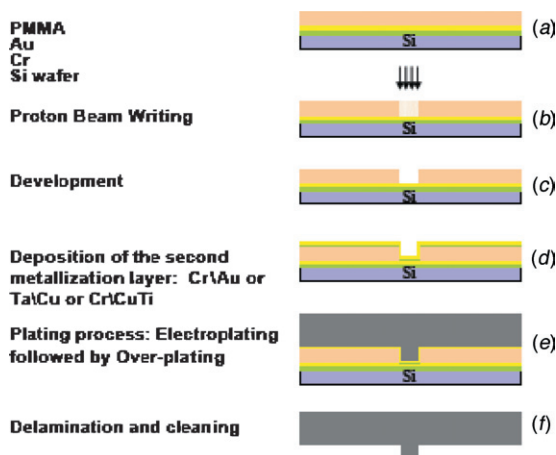 PMMA
Au
Cr
Si wafer
Si
(a)
Proton Beam Writing
Si
(b)
Development
Si
(c)
Deposition of the second
metallization layer: Cr\Au or
Ta\Cu or Cr\CuTi
Si
(d)
Plating process: Electroplating
followed by Over-plating
Si
(e)
Delamination and cleaning
(f)